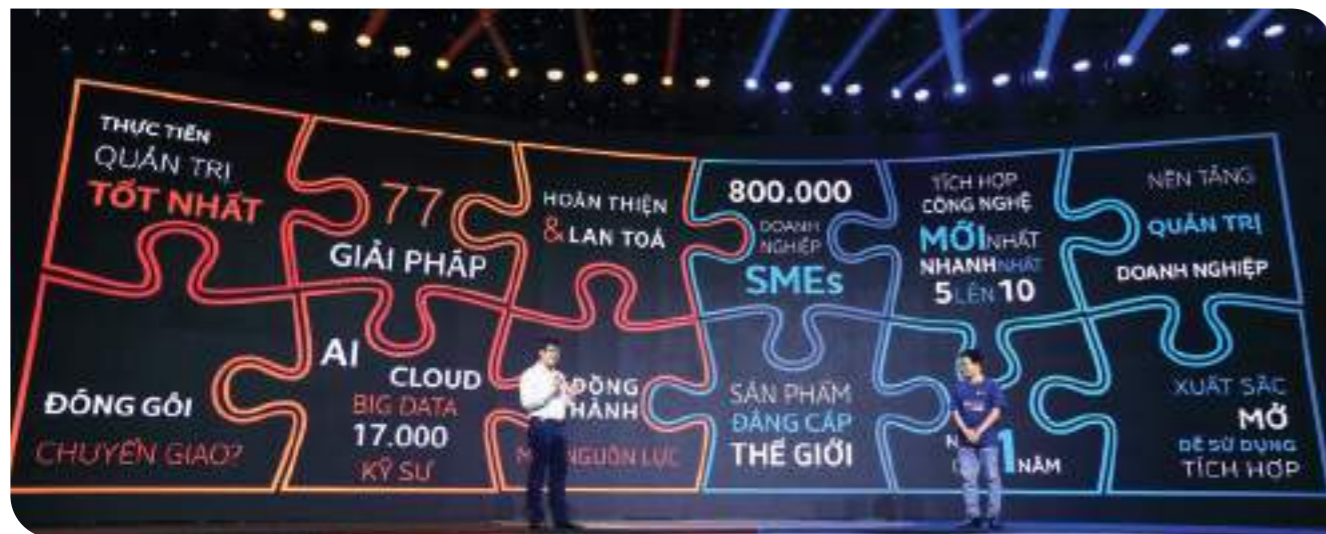 THỰC TIỄN
QUẢN TRỊ
TỐT NHẤT
77
GIẢI PHÁP
HOÀN THIỆN
& LAN TOẢ
800.000
DOANH
NGHIỆP
SMEs
TÍCH HỢP
CÔNG NGHỆ
MỚI NHẤT
NHANH NHẤT
5 LÊN 10
NỀN TẢNG
QUẢN TRỊ
DOANH NGHIỆP
ĐÓNG GÓI
CHUYỂN GIAO?
AI
CLOUD
BIG DATA
17.000
KỸ SƯ
ĐỒNG
HÀNH
NGUỒN LỰC
SẢN PHẨM
ĐẲNG CẤP
THẾ GIỚI
1 NĂM
XUẤT SẮC
MỞ
DỄ SỬ DỤNG
TÍCH HỢP